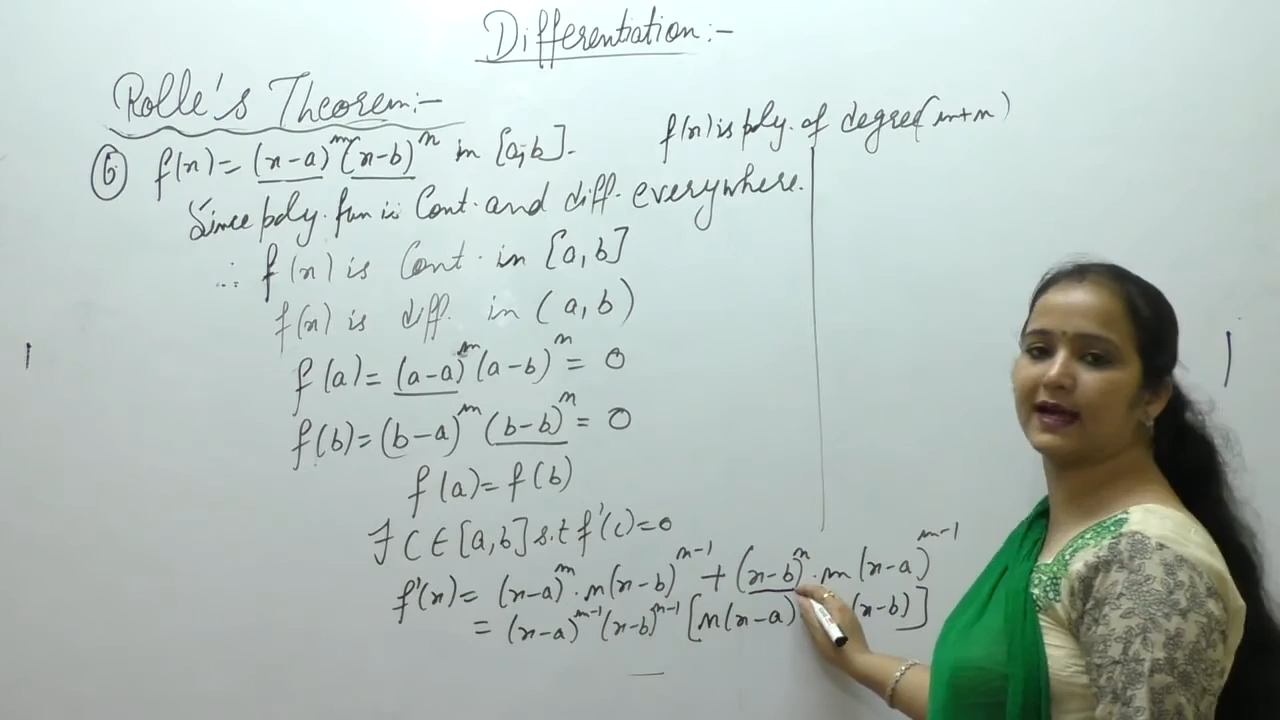 Differentiation:-
Rolle's Theorem:-
⑥ f(x) = (x-a)^m (x-b)^n in [a,b].
f(x) is poly. of degree (m+n)
Since poly. fun is Cont. and diff. everywhere.
∴ f(x) is Cont. in [a,b]
f(x) is diff. in (a,b)
f(a) = (a-a)^m (a-b)^n = 0
f(b) = (b-a)^m (b-b)^n = 0
f(a) = f(b)
∃ C ∈ [a,b] s.t f'(c) = 0
f'(x) = (x-a)^m . n(x-b)^n-1 + (x-b)^n . m(x-a)^m-1
= (x-a)^m-1 (x-b)^n-1 [n(x-a) (x-b)]